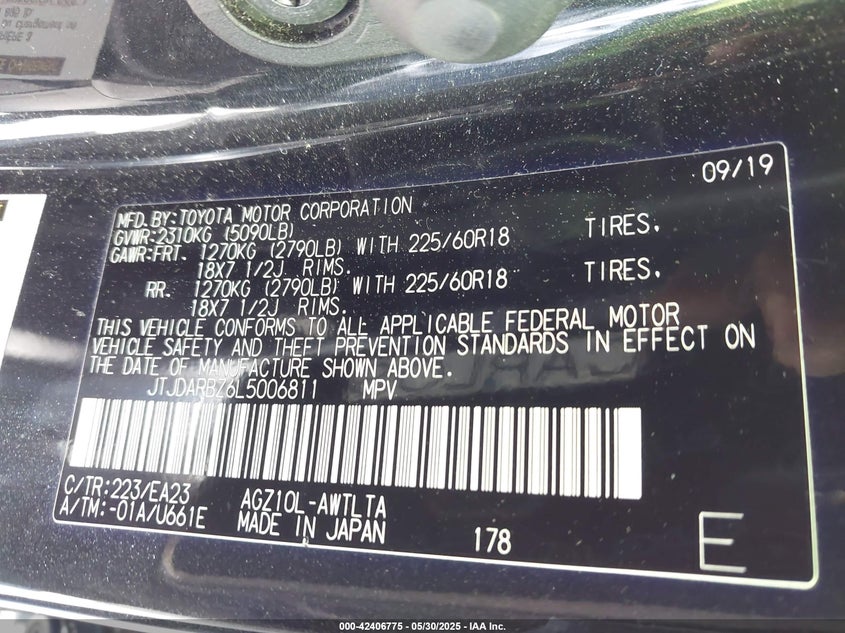 09/19
MFD. BY: TOYOTA MOTOR CORPORATION
GVWR: 2310KG (5090LB)
GAWR: FRT. 1270KG (2790LB) WITH 225/60R18 TIRES,
18X7 1/2J RIMS.
RR. 1270KG (2790LB) WITH 225/60R18 TIRES,
18X7 1/2J RIMS.
THIS VEHICLE CONFORMS TO ALL APPLICABLE FEDERAL MOTOR
VEHICLE SAFETY AND THEFT PREVENTION STANDARDS IN EFFECT ON
THE DATE OF MANUFACTURE SHOWN ABOVE.
JTJDARBZ6L5006811 MPV
C/TR: 223/EA23 AGZ10L-AWTLTA
A/TM: -01A/U661E MADE IN JAPAN 178 E
000-42406775 - 05/30/2025 - IAA Inc.